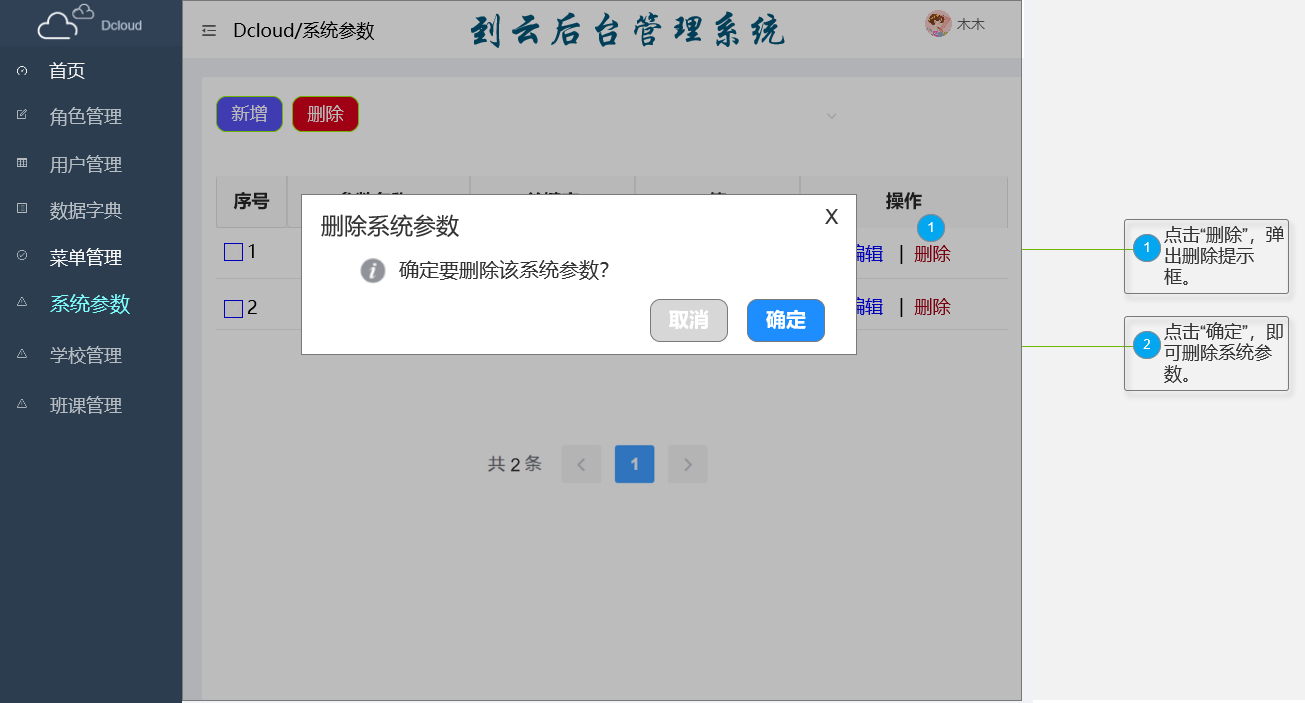 Dcloud
首页
角色管理
用户管理
数据字典
菜单管理
系统参数
学校管理
班课管理
Dcloud/系统参数
到云后台管理系统
木木
新增 删除
序号 操作
1 编辑 | 删除
2 编辑 | 删除
1
删除系统参数 X
i 确定要删除该系统参数?
取消 确定
共 2 条 < 1 >
1 点击“删除”，弹
出删除提示
框。
2 点击“确定”，即
可删除系统参
数。